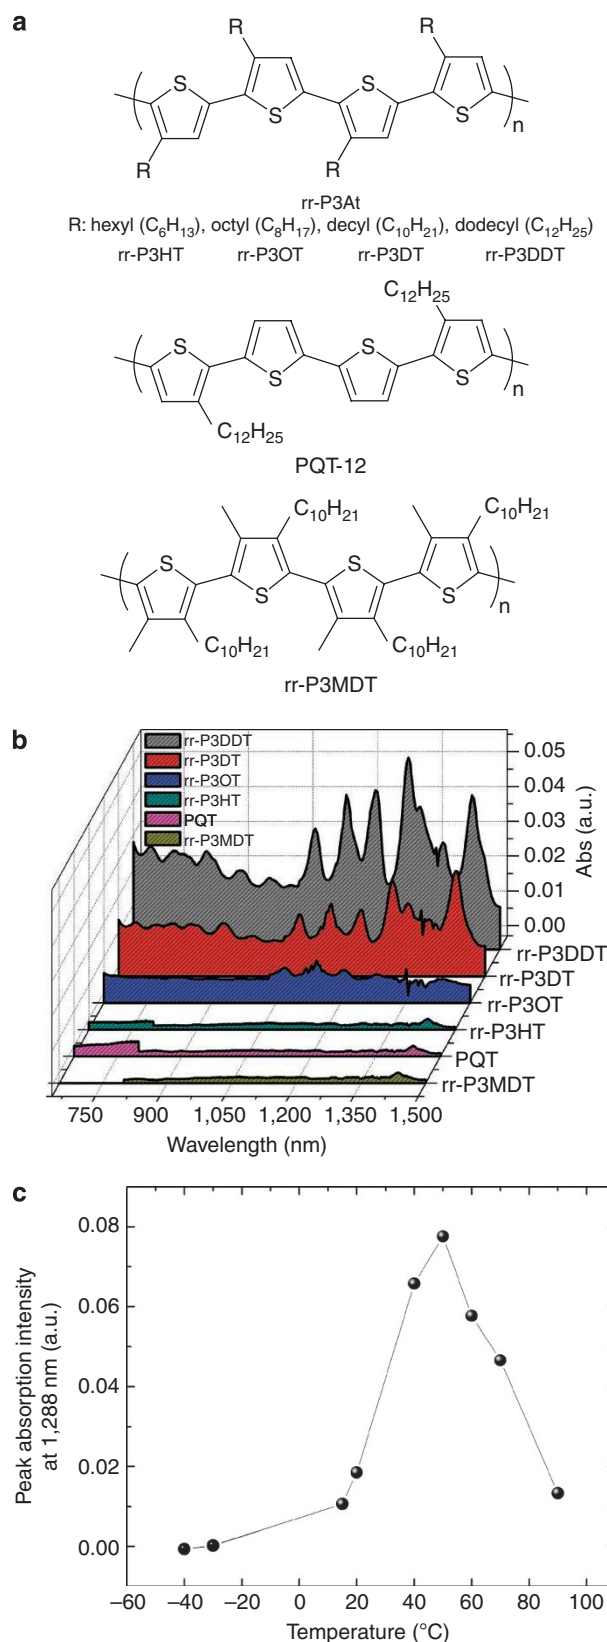 a
R
R
S
S
S
S
n
R
R
rr-P3At
R: hexyl (C6H13), octyl (C8H17), decyl (C10H21), dodecyl (C12H25)
rr-P3HT rr-P3OT rr-P3DT rr-P3DDT
C12H25
S
S
S
S
n
C12H25
PQT-12
C10H21
C10H21
S
S
S
S
n
C10H21
C10H21
rr-P3MDT
b
rr-P3DDT
rr-P3DT
rr-P3OT
rr-P3HT
PQT
rr-P3MDT
0.05
0.04
0.03
0.02
0.01
0.00
Abs (a.u.)
rr-P3DDT
rr-P3DT
rr-P3OT
rr-P3HT
PQT
rr-P3MDT
750 900 1,050 1,200 1,350 1,500
Wavelength (nm)
c
0.08
0.06
0.04
0.02
0.00
Peak absorption intensity
at 1,288 nm (a.u.)
−60 −40 −20 0 20 40 60 80 100
Temperature (°C)